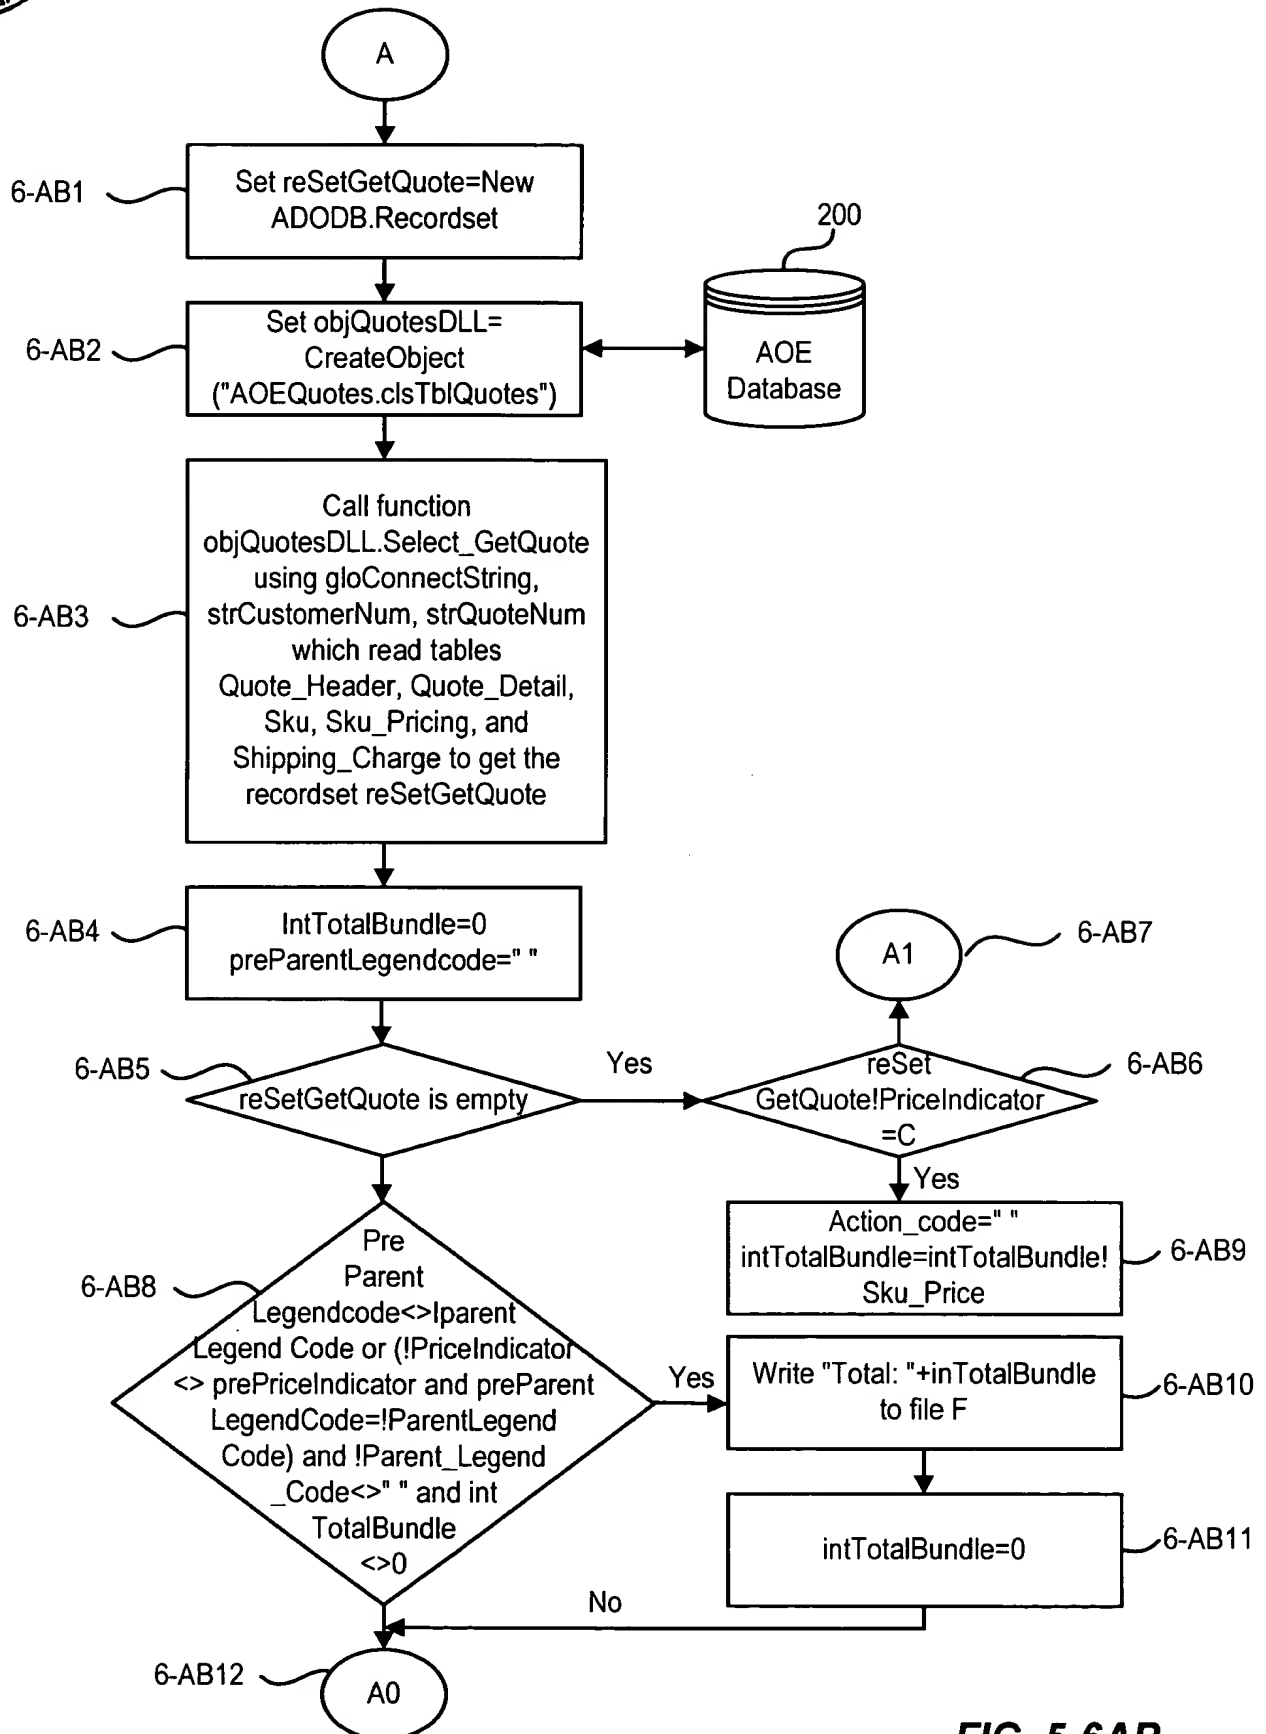 A
6-AB1
Set reSetGetQuote=New
ADODB.Recordset
200
6-AB2
Set objQuotesDLL=
CreateObject
("AOEQuotes.clsTblQuotes")
AOE
Database
6-AB3
Call function
objQuotesDLL.Select_GetQuote
using gloConnectString,
strCustomerNum, strQuoteNum
which read tables
Quote_Header, Quote_Detail,
Sku, Sku_Pricing, and
Shipping_Charge to get the
recordset reSetGetQuote
6-AB4
IntTotalBundle=0
preParentLegendcode=" "
A1
6-AB7
6-AB5
reSetGetQuote is empty
Yes
reSet
GetQuote!PriceIndicator
=C
6-AB6
Yes
Action_code=" "
intTotalBundle=intTotalBundle!
Sku_Price
6-AB9
6-AB8
Pre
Parent
Legendcode<>!parent
Legend Code or (!PriceIndicator
<> prePriceIndicator and preParent
LegendCode=!ParentLegend
Code) and !Parent_Legend
_Code<>" " and int
TotalBundle
<>0
Yes
Write "Total: "+inTotalBundle
to file F
6-AB10
intTotalBundle=0
6-AB11
No
6-AB12
A0
FIG. 5-6AB